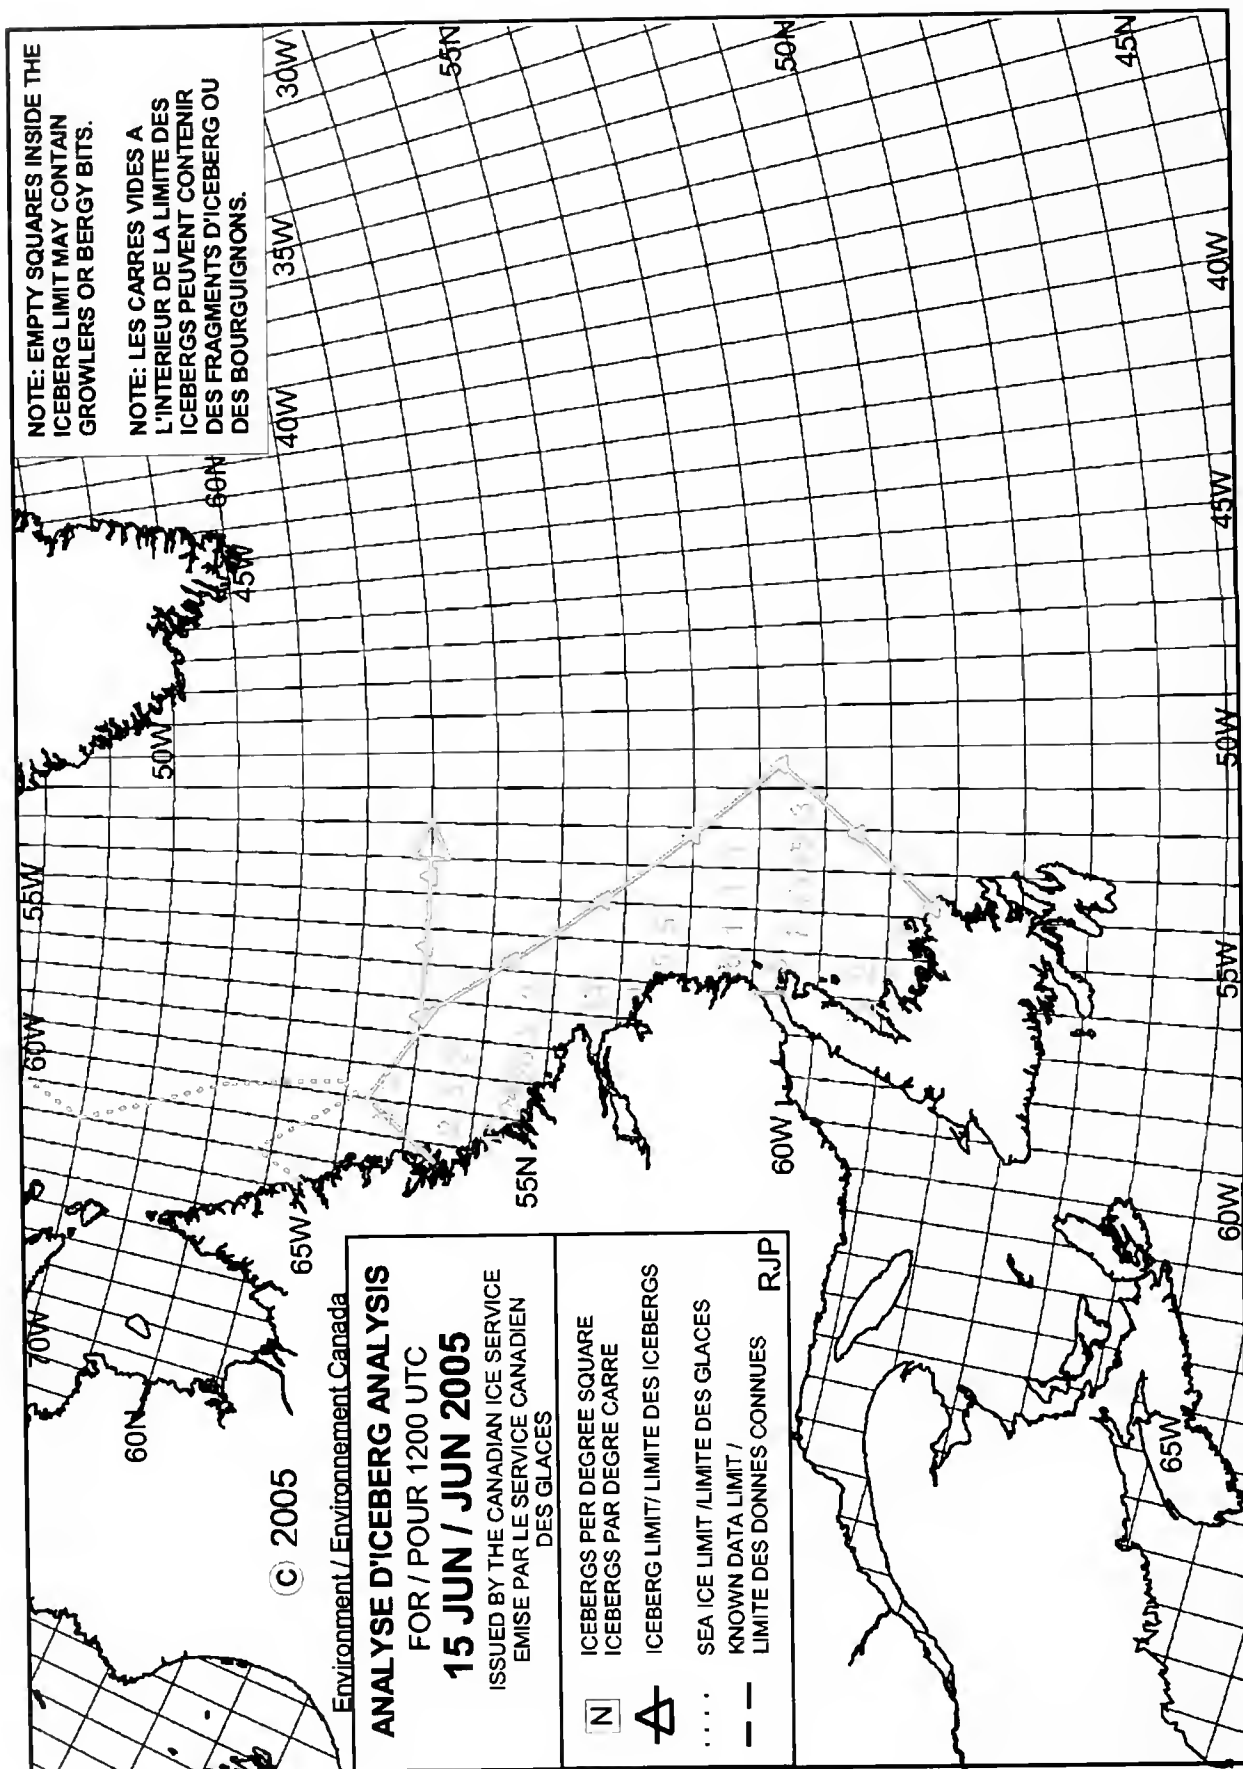 NOTE: EMPTY SQUARES INSIDE THE
ICEBERG LIMIT MAY CONTAIN
GROWLERS OR BERGY BITS.
NOTE: LES CARRES VIDES A
L'INTERIEUR DE LA LIMITE DES
ICEBERGS PEUVENT CONTENIR
DES FRAGMENTS D'ICEBERG OU
DES BOURGUIGNONS.
70W
60W
55W
60N
65W
50W
45W
60N
40W
35W
30W
55N
55N
50N
45N
60W
65W
60W
55W
50W
45W
40W
© 2005
Environment / Environnement Canada
ANALYSE D'ICEBERG ANALYSIS
FOR / POUR 1200 UTC
15 JUN / JUN 2005
ISSUED BY THE CANADIAN ICE SERVICE
EMISE PAR LE SERVICE CANADIEN
DES GLACES
N ICEBERGS PER DEGREE SQUARE
ICEBERGS PAR DEGRE CARRE
ICEBERG LIMIT/ LIMITE DES ICEBERGS
SEA ICE LIMIT /LIMITE DES GLACES
KNOWN DATA LIMIT /
LIMITE DES DONNES CONNUES
RJP